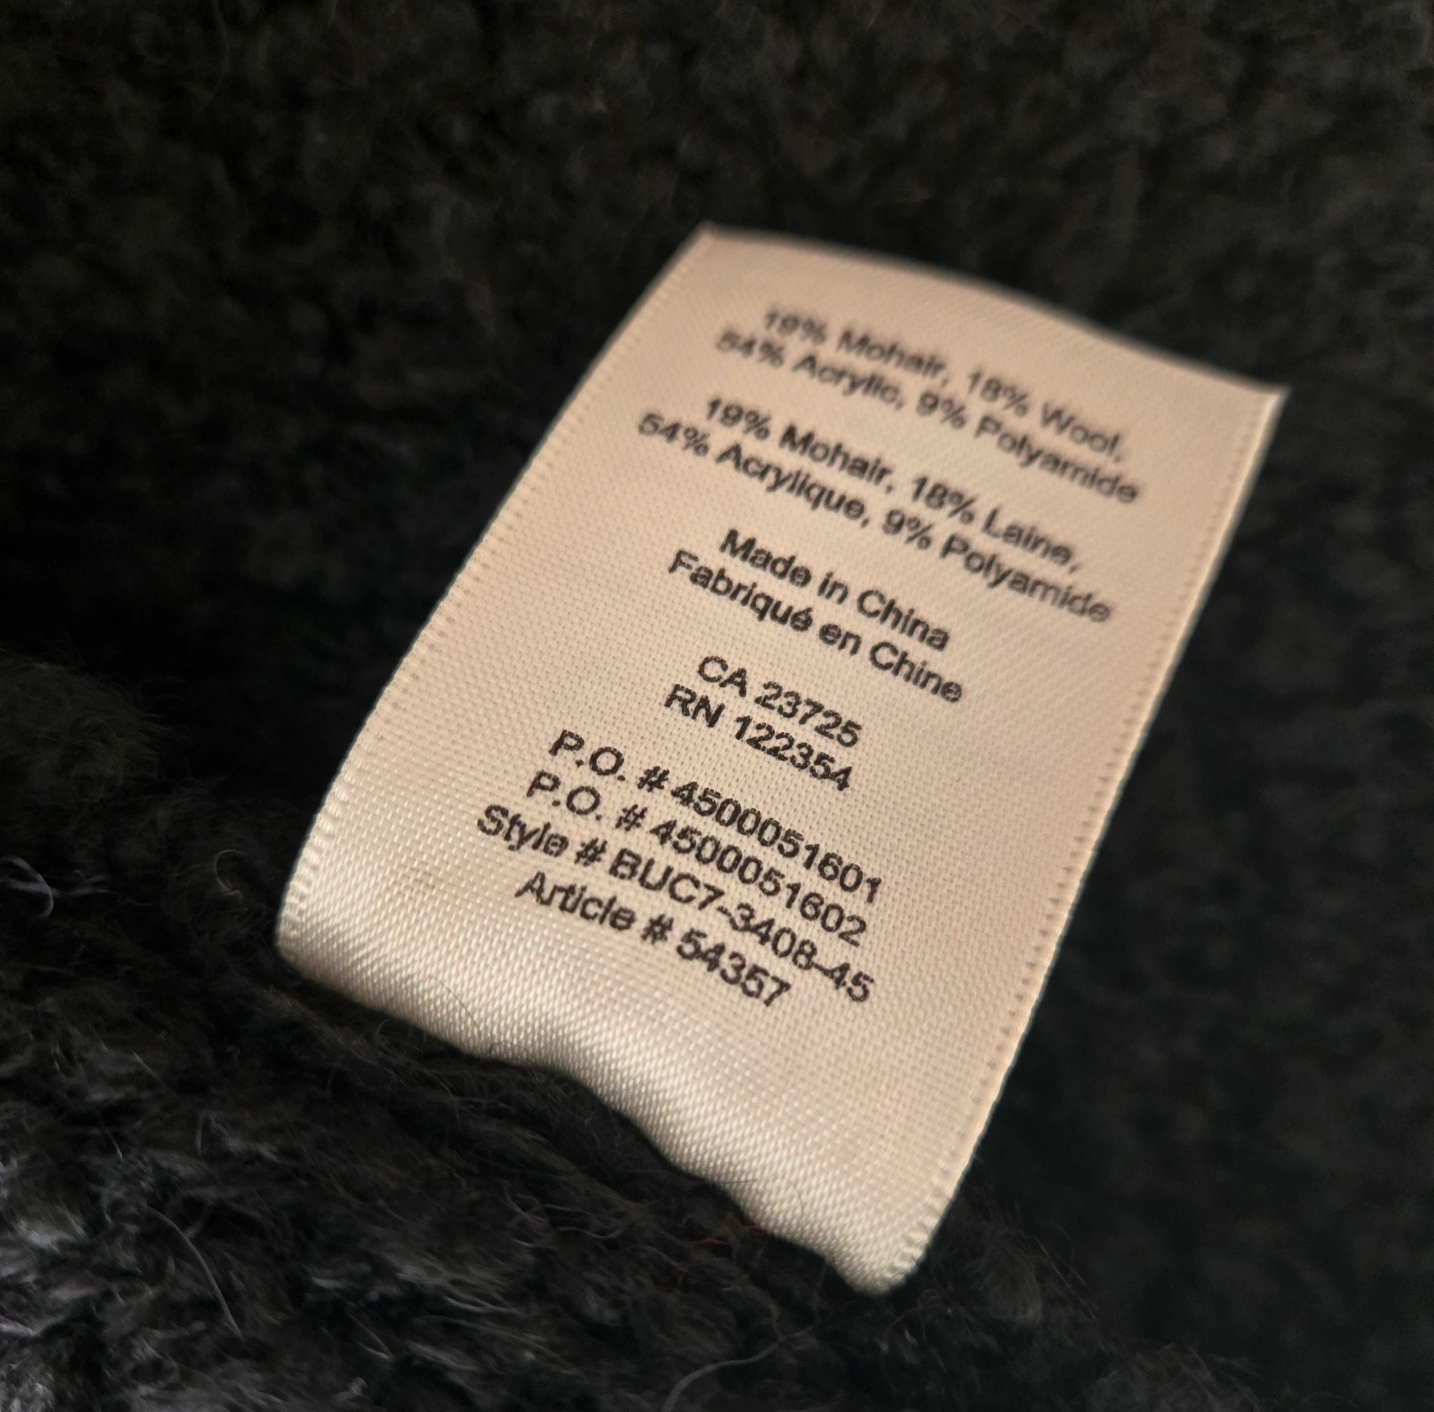 19% Mohair, 18% Wool,
54% Acrylic, 9% Polyamide
19% Mohair, 18% Laine,
54% Acrylique, 9% Polyamide
Made in China
Fabriqué en Chine
CA 23725
RN 122354
P.O. # 4500051601
P.O. # 4500051602
Style # BUC7-3408-45
Article # 54357